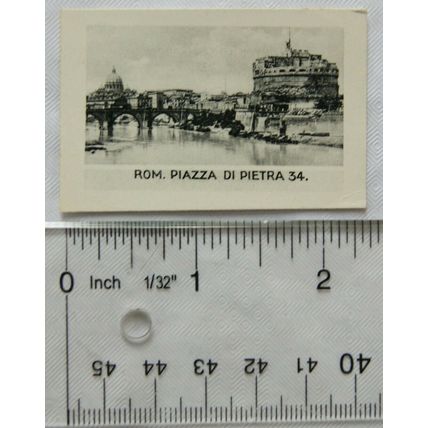 ROM. PIAZZA DI PIETRA 34.
0 Inch 1/32" 1 2
45 44 43 42 41 40